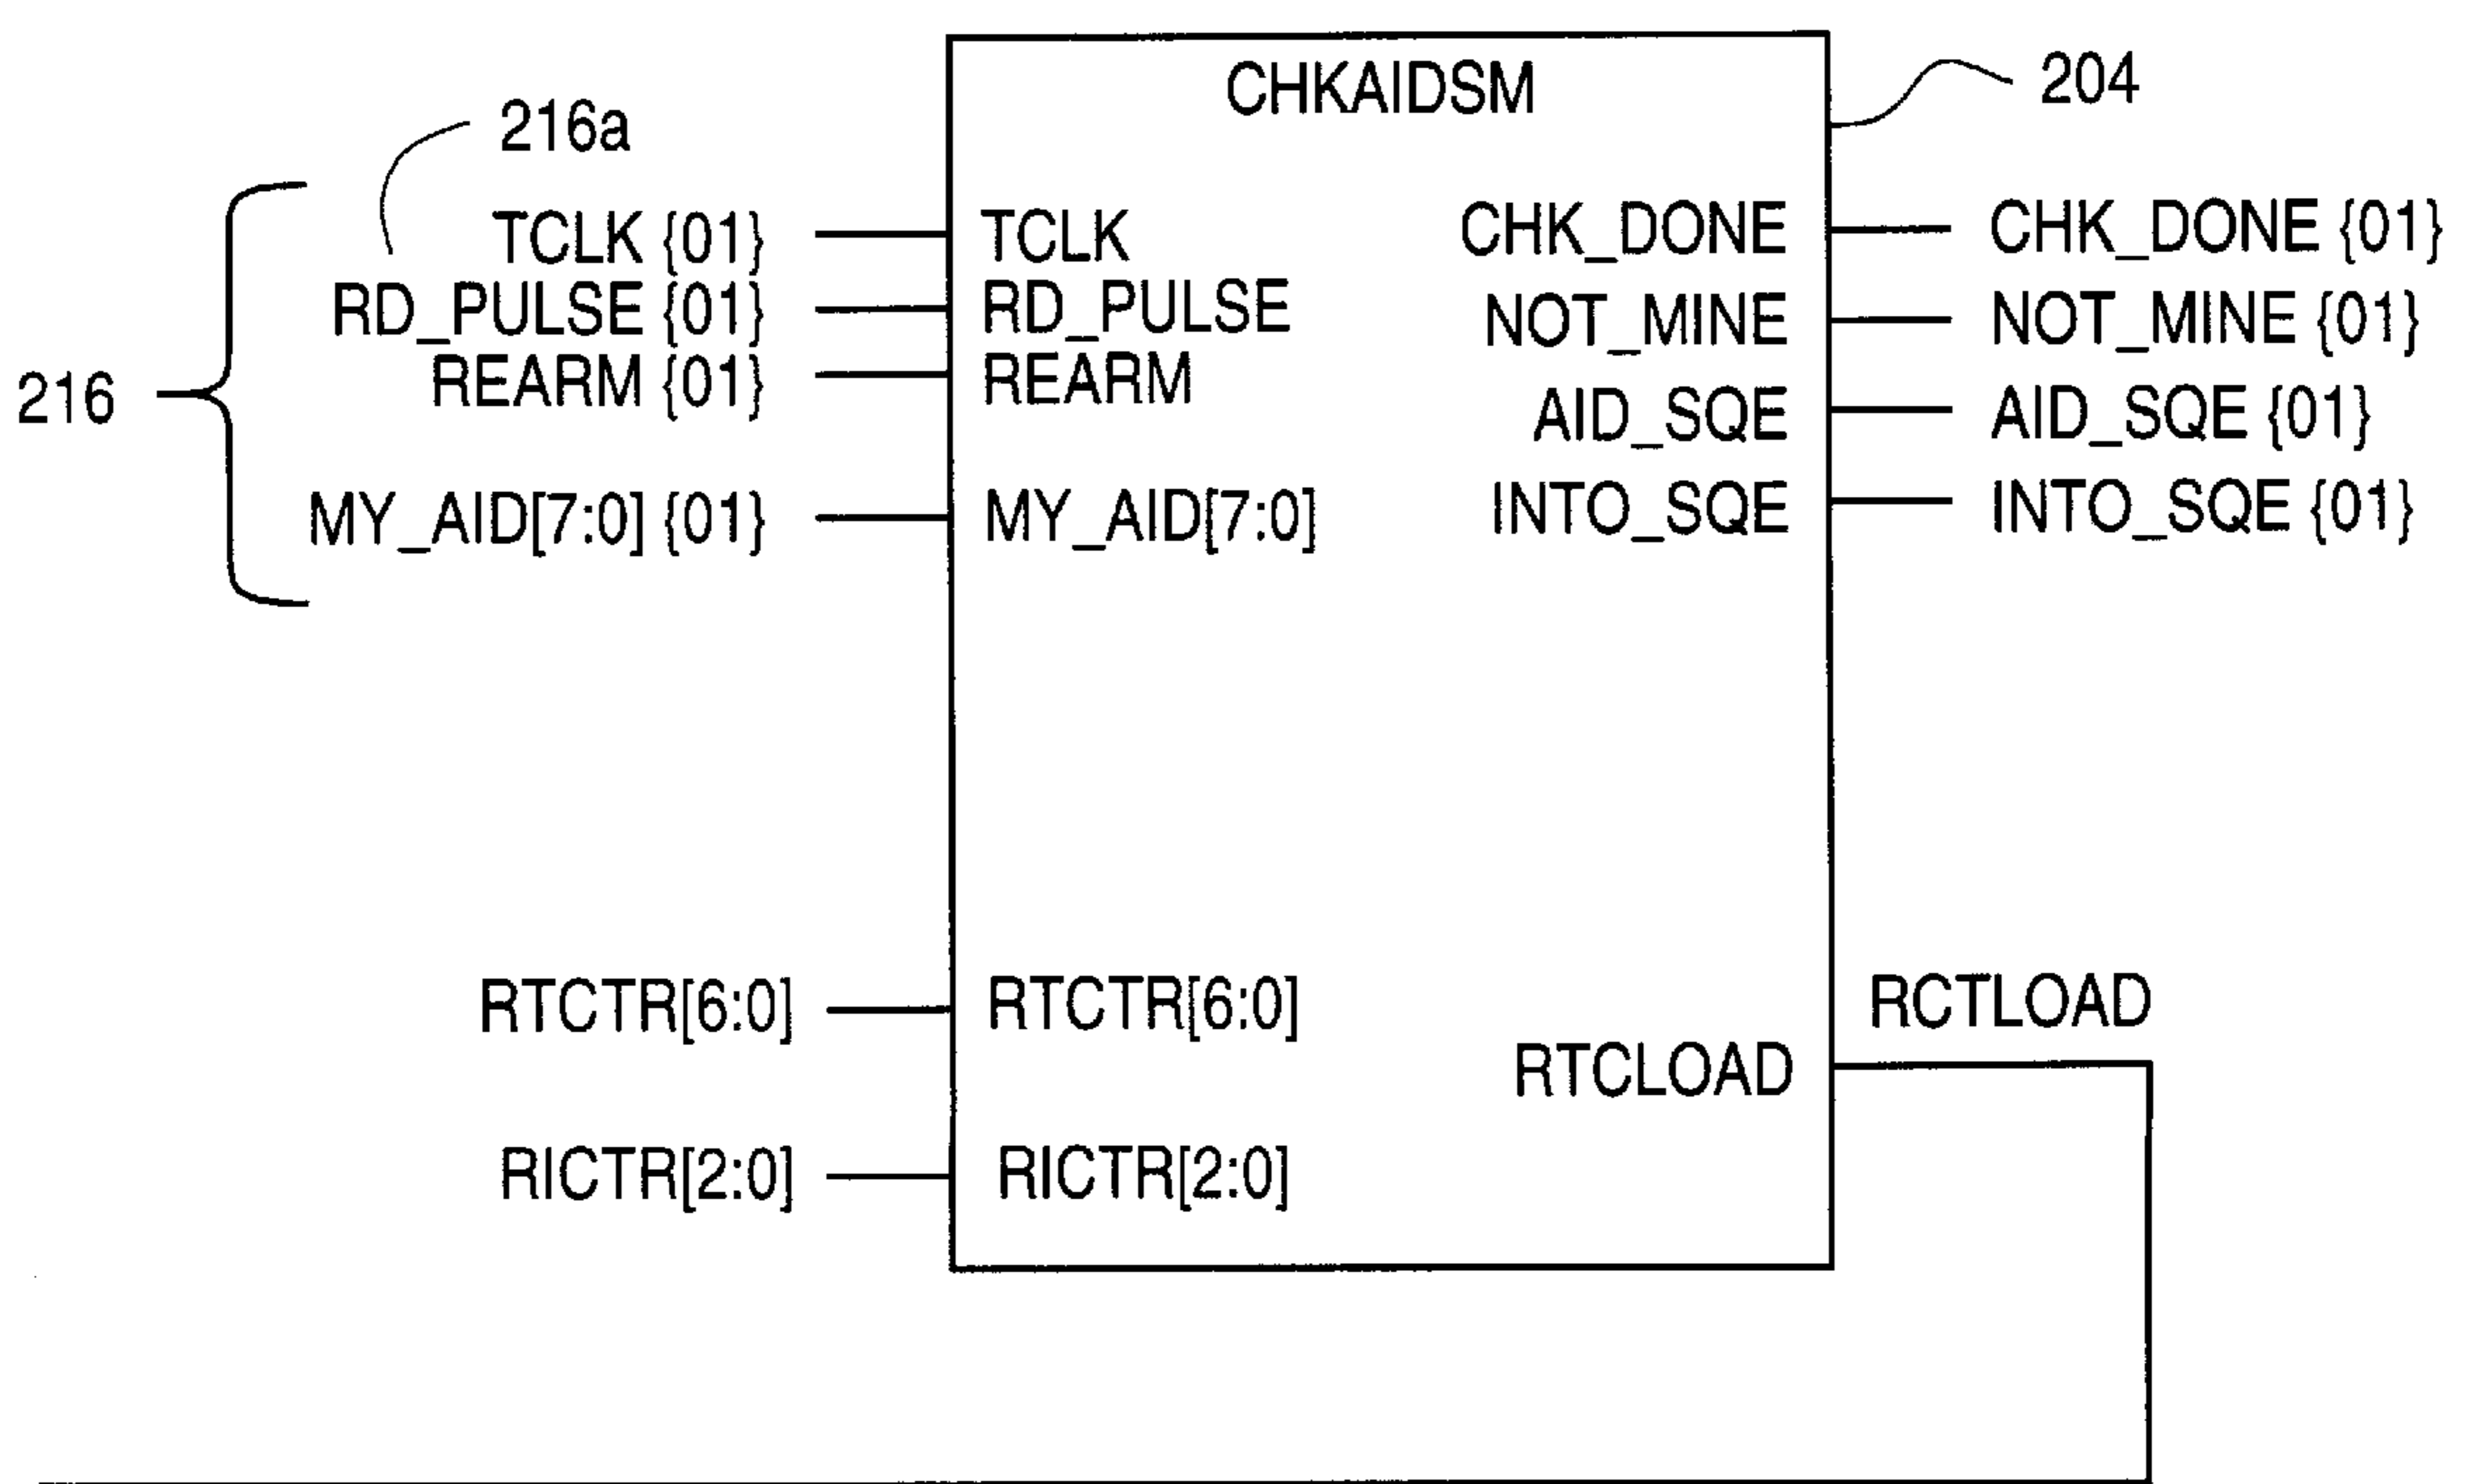 CHKAIDSM
204
216a
216
TCLK {01}
RD_PULSE {01}
REARM {01}
MY_AID[7:0] {01}
RTCTR[6:0]
RICTR[2:0]
TCLK
RD_PULSE
REARM
MY_AID[7:0]
RTCTR[6:0]
RICTR[2:0]
CHK_DONE
NOT_MINE
AID_SQE
INTO_SQE
RTCLOAD
CHK_DONE {01}
NOT_MINE {01}
AID_SQE {01}
INTO_SQE {01}
RCTLOAD